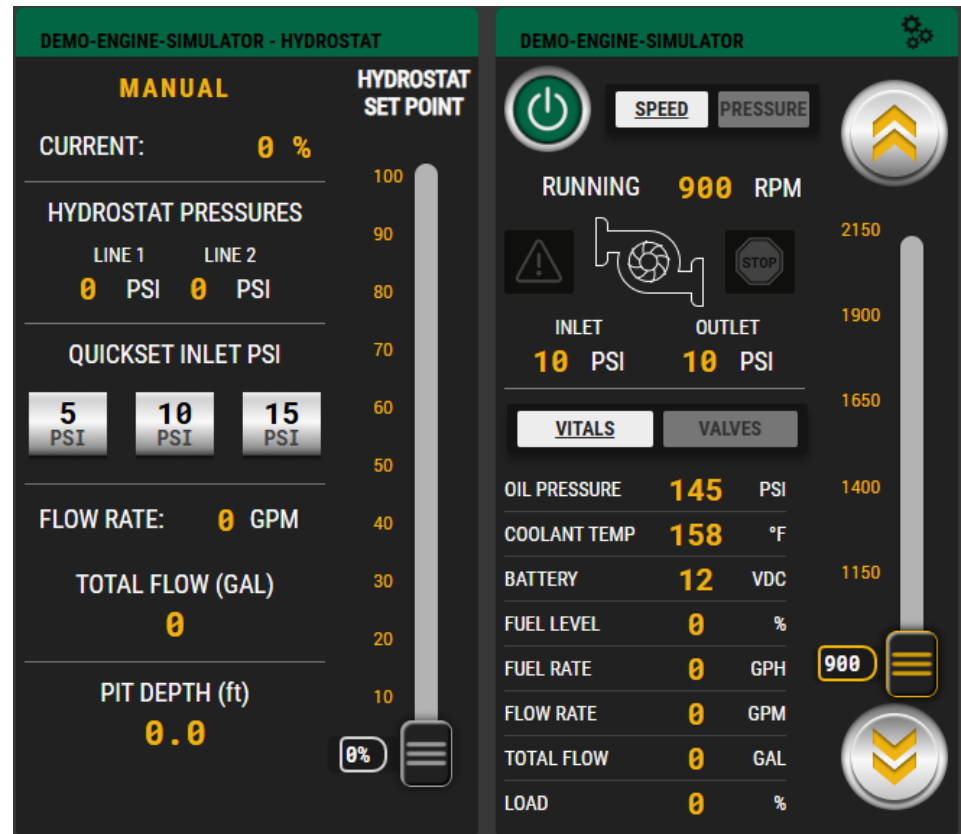 DEMO-ENGINE-SIMULATOR - HYDROSTAT
MANUAL
HYDROSTAT
SET POINT
CURRENT: 0 %
HYDROSTAT PRESSURES
LINE 1 LINE 2
0 PSI 0 PSI
QUICKSET INLET PSI
5 PSI
10 PSI
15 PSI
FLOW RATE: 0 GPM
TOTAL FLOW (GAL)
0
PIT DEPTH (ft)
0.0
100
90
80
70
60
50
40
30
20
10
0%
DEMO-ENGINE-SIMULATOR
SPEED PRESSURE
RUNNING 900 RPM
STOP
INLET OUTLET
10 PSI 10 PSI
VITALS VALVES
OIL PRESSURE 145 PSI
COOLANT TEMP 158 °F
BATTERY 12 VDC
FUEL LEVEL 0 %
FUEL RATE 0 GPH
FLOW RATE 0 GPM
TOTAL FLOW 0 GAL
LOAD 0 %
2150
1900
1650
1400
1150
900